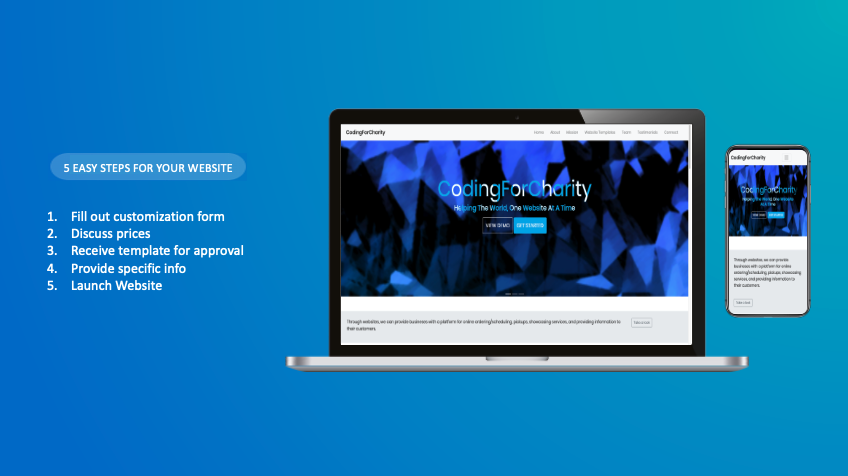 5 EASY STEPS FOR YOUR WEBSITE
1. Fill out customization form
2. Discuss prices
3. Receive template for approval
4. Provide specific info
5. Launch Website
CodingForCharity
Home About Mission Website Templates Team Testimonials Contact
CodingForCharity
Helping The World, One Website At A Time
VIEW DEMO GET STARTED
Through websites, we can provide businesses with a platform for online ordering/scheduling, pickups, showcasing services, and providing information to
their customers.
CodingForCharity
CodingForCharity
Helping The World, One Website
At A Time
VIEW DEMO GET STARTED
Through websites, we can provide
businesses with a platform for online
ordering/scheduling, pickups, showcasing
services, and providing information to
their customers.